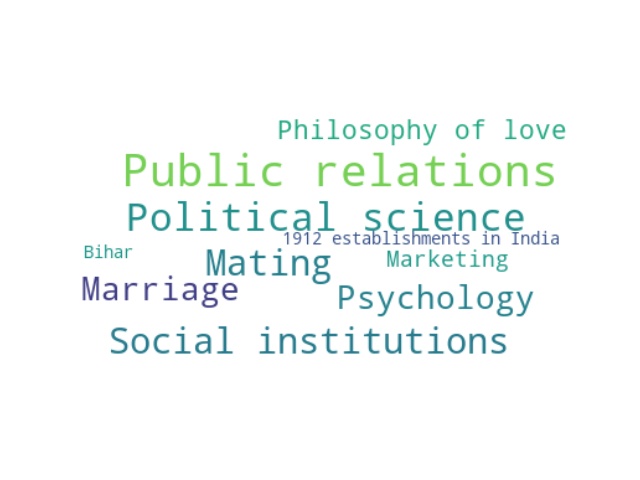 Philosophy of love
Public relations
Political science
1912 establishments in India
Bihar
Mating
Marketing
Marriage
Psychology
Social institutions